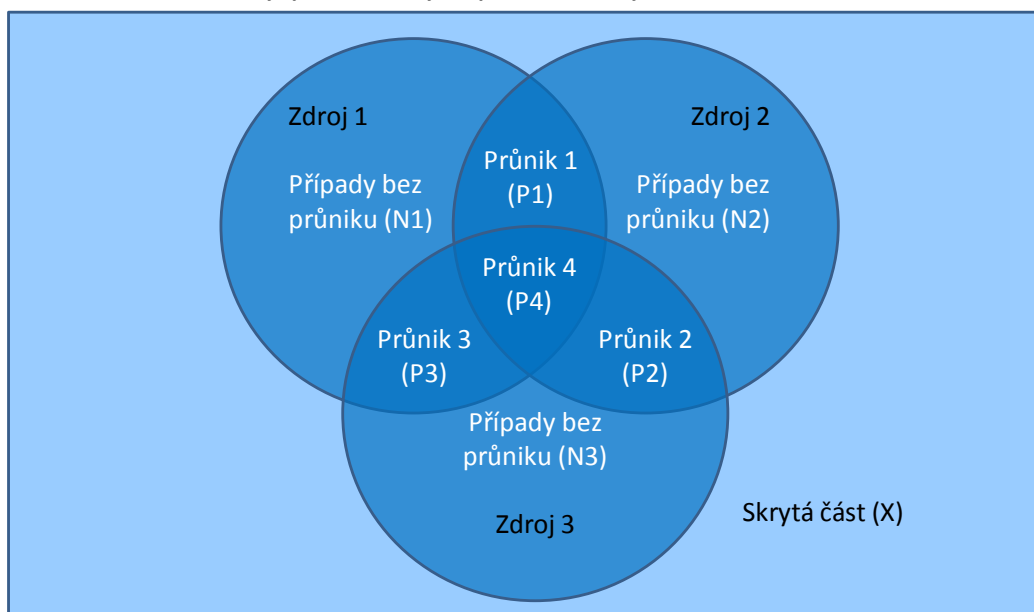 Zdroj 1
Zdroj 2
Průnik 1
(P1)
Případy bez
průniku (N1)
Případy bez
průniku (N2)
Průnik 4
(P4)
Průnik 3
(P3)
Průnik 2
(P2)
Případy bez
průniku (N3)
Skrytá část (X)
Zdroj 3